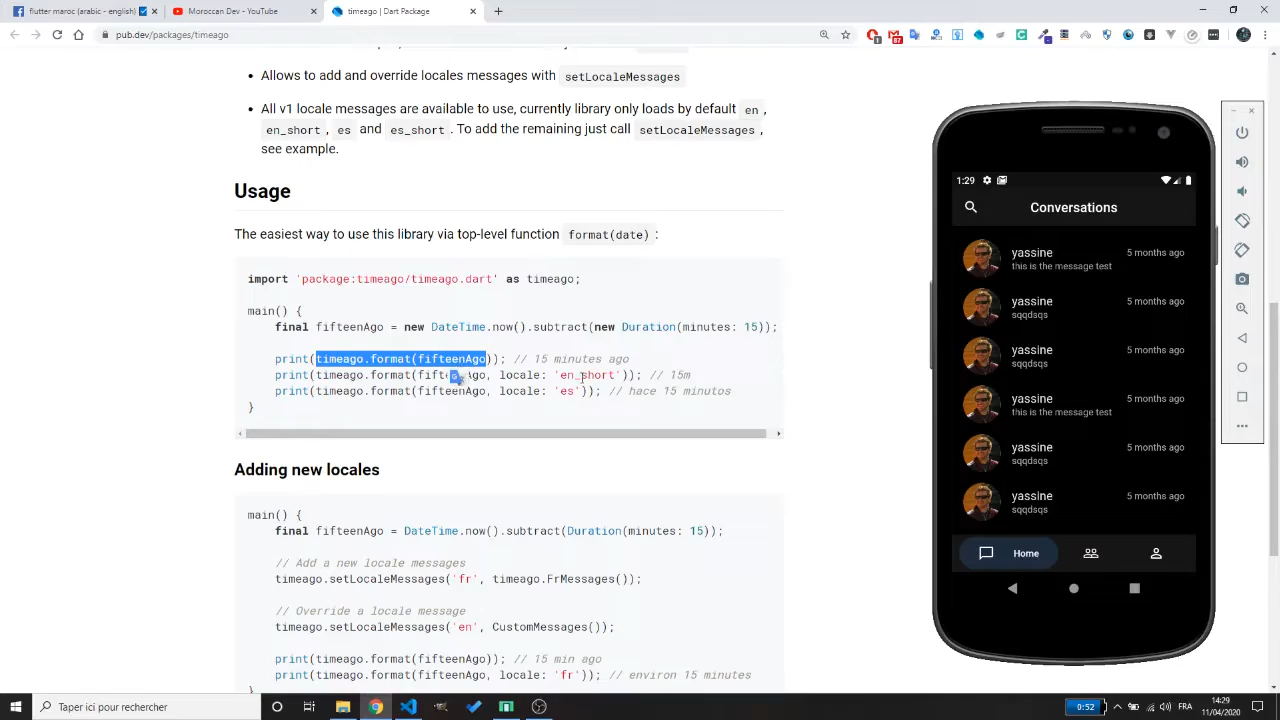 flutter maroc (arabic - english)
Moroccan Dev - YouTube
timeago | Dart Package
pub.dev/packages/timeago
1
87
• Allows to add and override locales messages with setLocaleMessages
• All v1 locale messages are available to use, currently library only loads by default en ,
en_short , es and es_short . To add the remaining just call setLocaleMessages ,
see example.
Usage
The easiest way to use this library via top-level function format(date) :
import 'package:timeago/timeago.dart' as timeago;
main() {
final fifteenAgo = new DateTime.now().subtract(new Duration(minutes: 15));
print(timeago.format(fifteenAgo)); // 15 minutes ago
print(timeago.format(fifteenAgo, locale: 'en_short')); // 15m
print(timeago.format(fifteenAgo, locale: 'es')); // hace 15 minutos
}
Adding new locales
main() {
final fifteenAgo = DateTime.now().subtract(Duration(minutes: 15));
// Add a new locale messages
timeago.setLocaleMessages('fr', timeago.FrMessages());
// Override a locale message
timeago.setLocaleMessages('en', CustomMessages());
print(timeago.format(fifteenAgo)); // 15 min ago
print(timeago.format(fifteenAgo, locale: 'fr')); // environ 15 minutes
}
1:29
Conversations
yassine 5 months ago
this is the message test
yassine 5 months ago
sqqdsqs
yassine 5 months ago
sqqdsqs
yassine 5 months ago
this is the message test
yassine 5 months ago
sqqdsqs
yassine 5 months ago
sqqdsqs
Home
Taper ici pour rechercher
0:52
FRA
14:29
11/04/2020